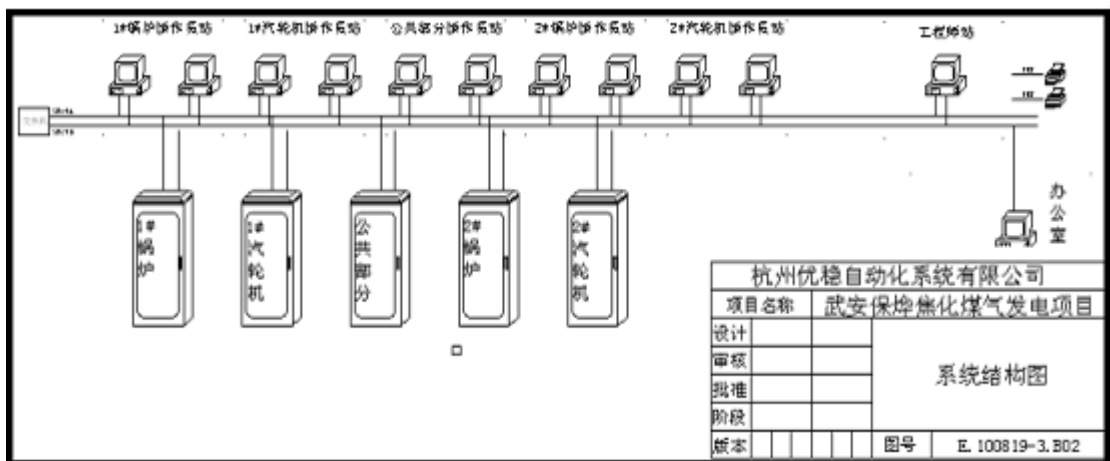 1#锅炉操作员站 1#汽轮机操作员站 公共部分操作员站 2#锅炉操作员站 2#汽轮机操作员站 工程师站
1#锅炉
1#汽轮机
公共部分
2#锅炉
2#汽轮机
办公室
杭州优稳自动化系统有限公司
项目名称 武安保烨焦化煤气发电项目
设计
审核
批准
阶段
系统结构图
版本 图号 E.100819-3.B02